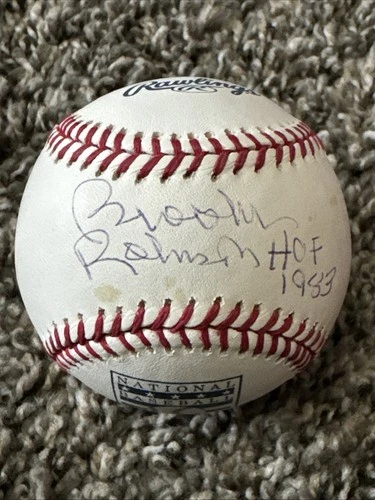 Rawlings
Brooks
Robinson HOF
1983
NATIONAL
BASEBALL